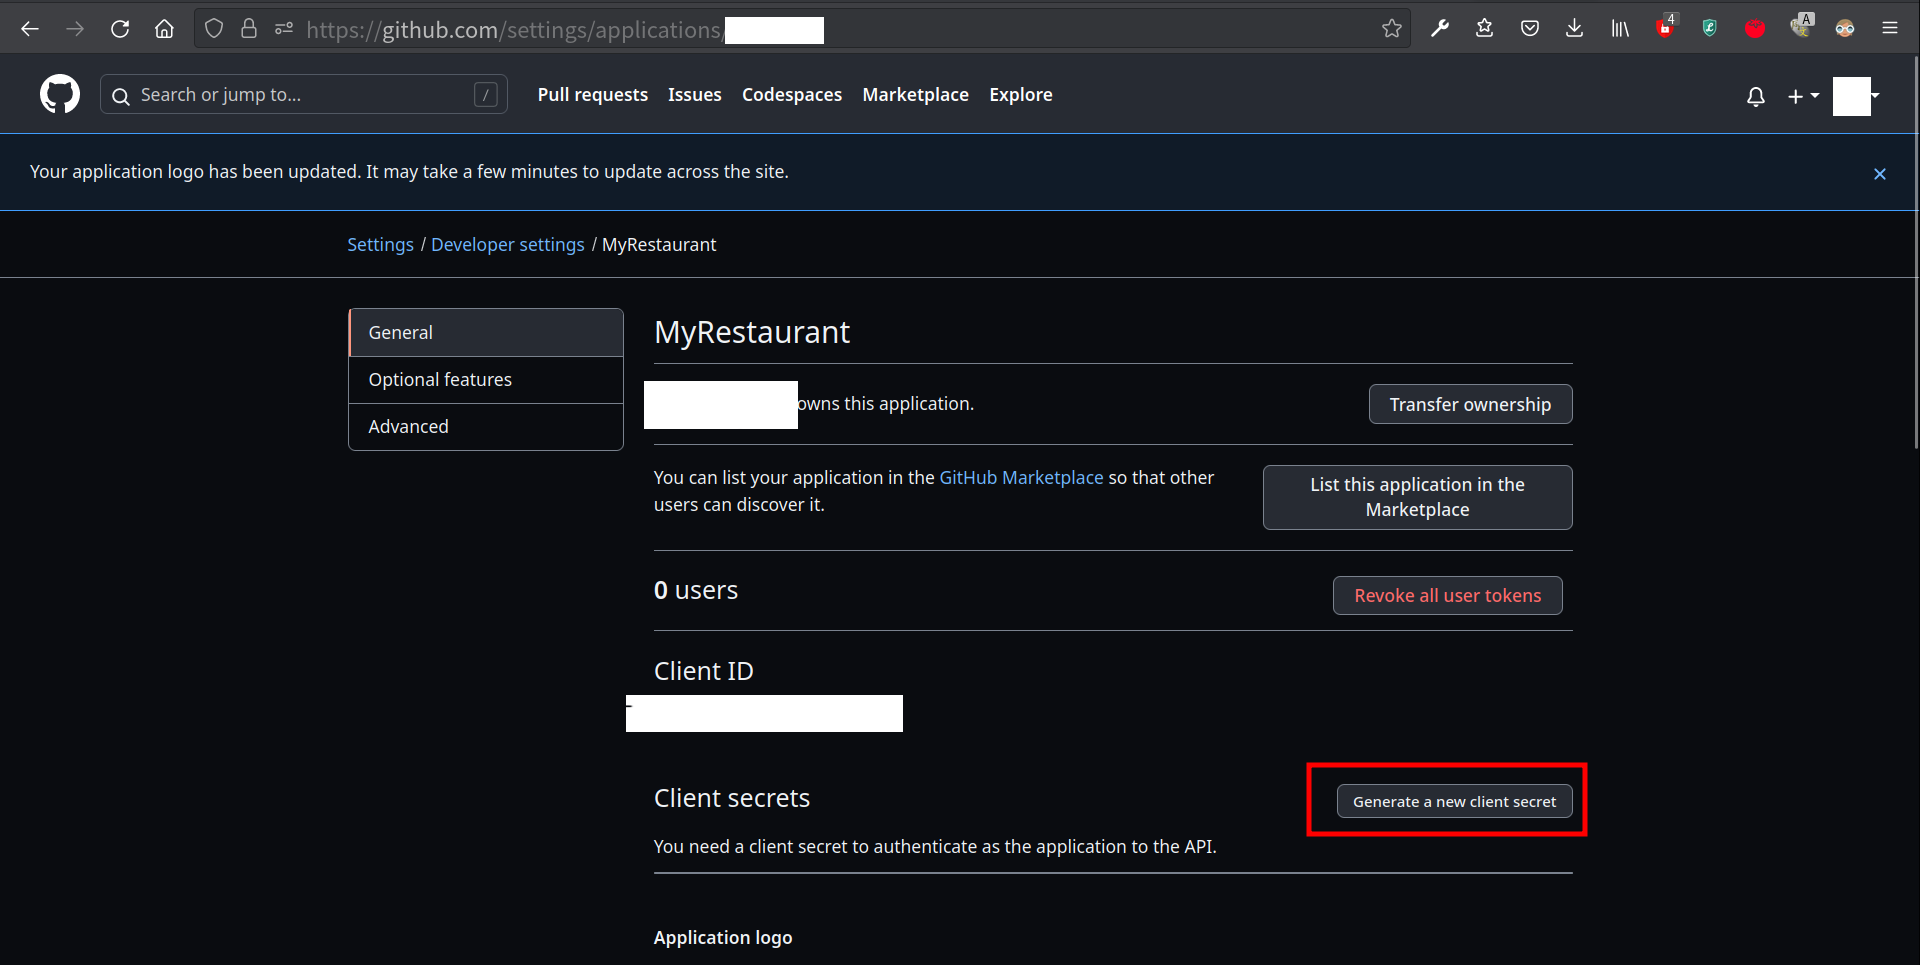 https://github.com/settings/applications/
4
A
Search or jump to...
/
Pull requests
Issues
Codespaces
Marketplace
Explore
Your application logo has been updated. It may take a few minutes to update across the site.
Settings / Developer settings / MyRestaurant
General
Optional features
Advanced
MyRestaurant
owns this application.
Transfer ownership
You can list your application in the GitHub Marketplace so that other
users can discover it.
List this application in the
Marketplace
0 users
Revoke all user tokens
Client ID
Client secrets
Generate a new client secret
You need a client secret to authenticate as the application to the API.
Application logo